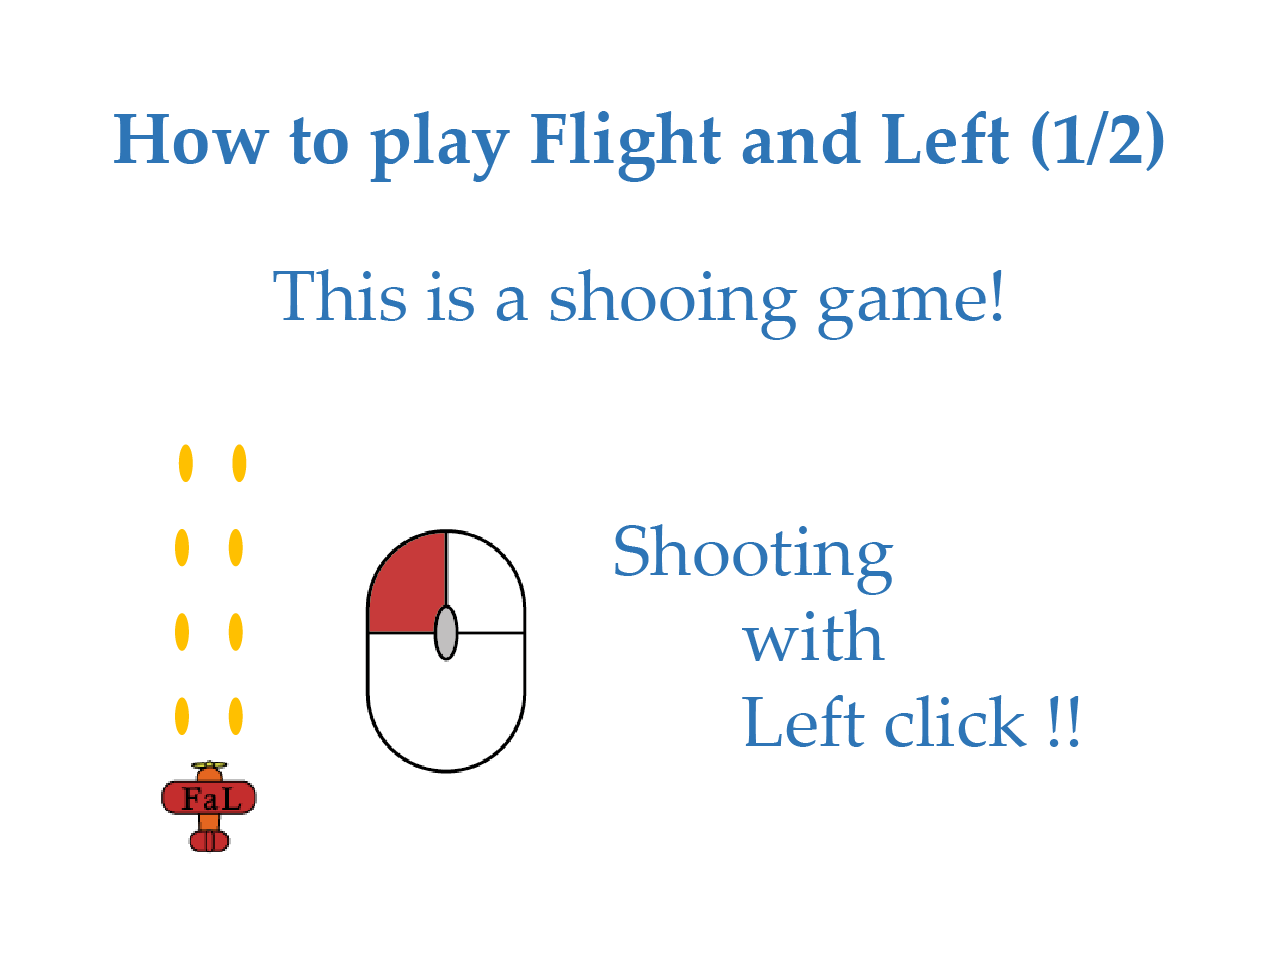 How to play Flight and Left (1/2)
This is a shooing game!
Shooting
with
Left click !!
FaL